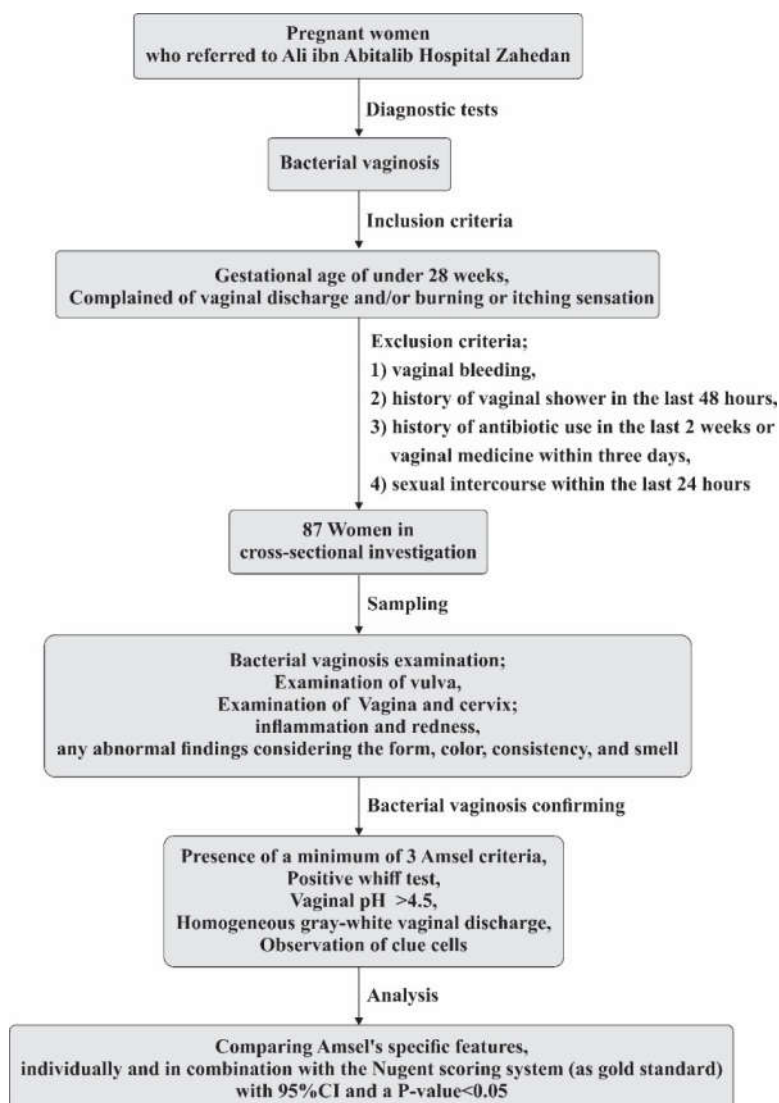 Pregnant women
who referred to Ali ibn Abitalib Hospital Zahedan
Diagnostic tests
Bacterial vaginosis
Inclusion criteria
Gestational age of under 28 weeks,
Complained of vaginal discharge and/or burning or itching sensation
Exclusion criteria;
1) vaginal bleeding,
2) history of vaginal shower in the last 48 hours,
3) history of antibiotic use in the last 2 weeks or
vaginal medicine within three days,
4) sexual intercourse within the last 24 hours
87 Women in
cross-sectional investigation
Sampling
Bacterial vaginosis examination;
Examination of vulva,
Examination of Vagina and cervix;
inflammation and redness,
any abnormal findings considering the form, color, consistency, and smell
Bacterial vaginosis confirming
Presence of a minimum of 3 Amsel criteria,
Positive whiff test,
Vaginal pH >4.5,
Homogeneous gray-white vaginal discharge,
Observation of clue cells
Analysis
Comparing Amsel's specific features,
individually and in combination with the Nugent scoring system (as gold standard)
with 95%CI and a P-value<0.05